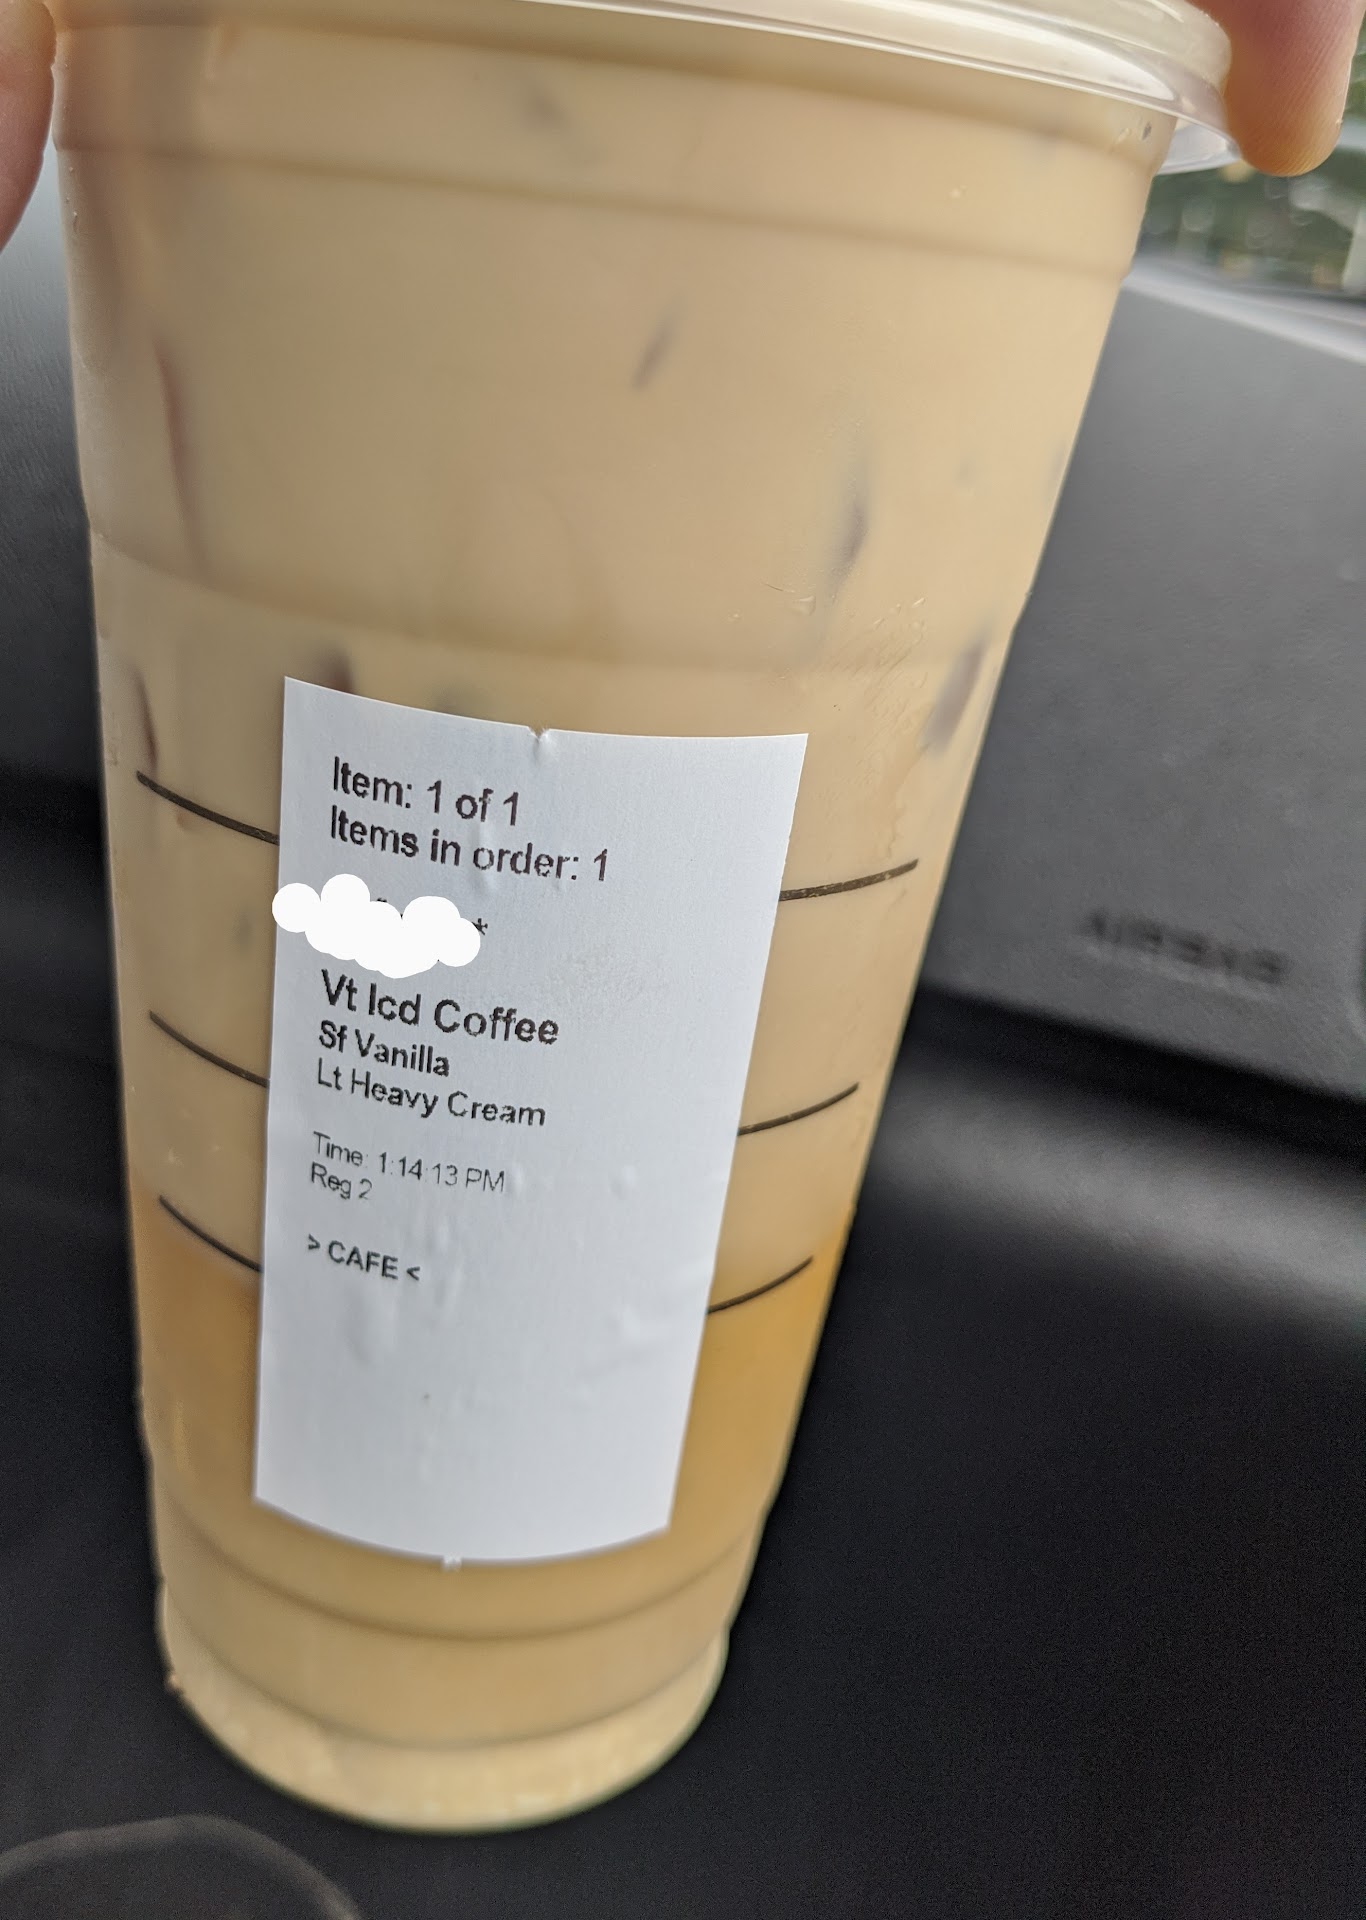 Item: 1 of 1
Items in order: 1
*
Vt Icd Coffee
Sf Vanilla
Lt Heavy Cream
Time: 1:14:13 PM
Reg 2
> CAFE <
AIRBAG